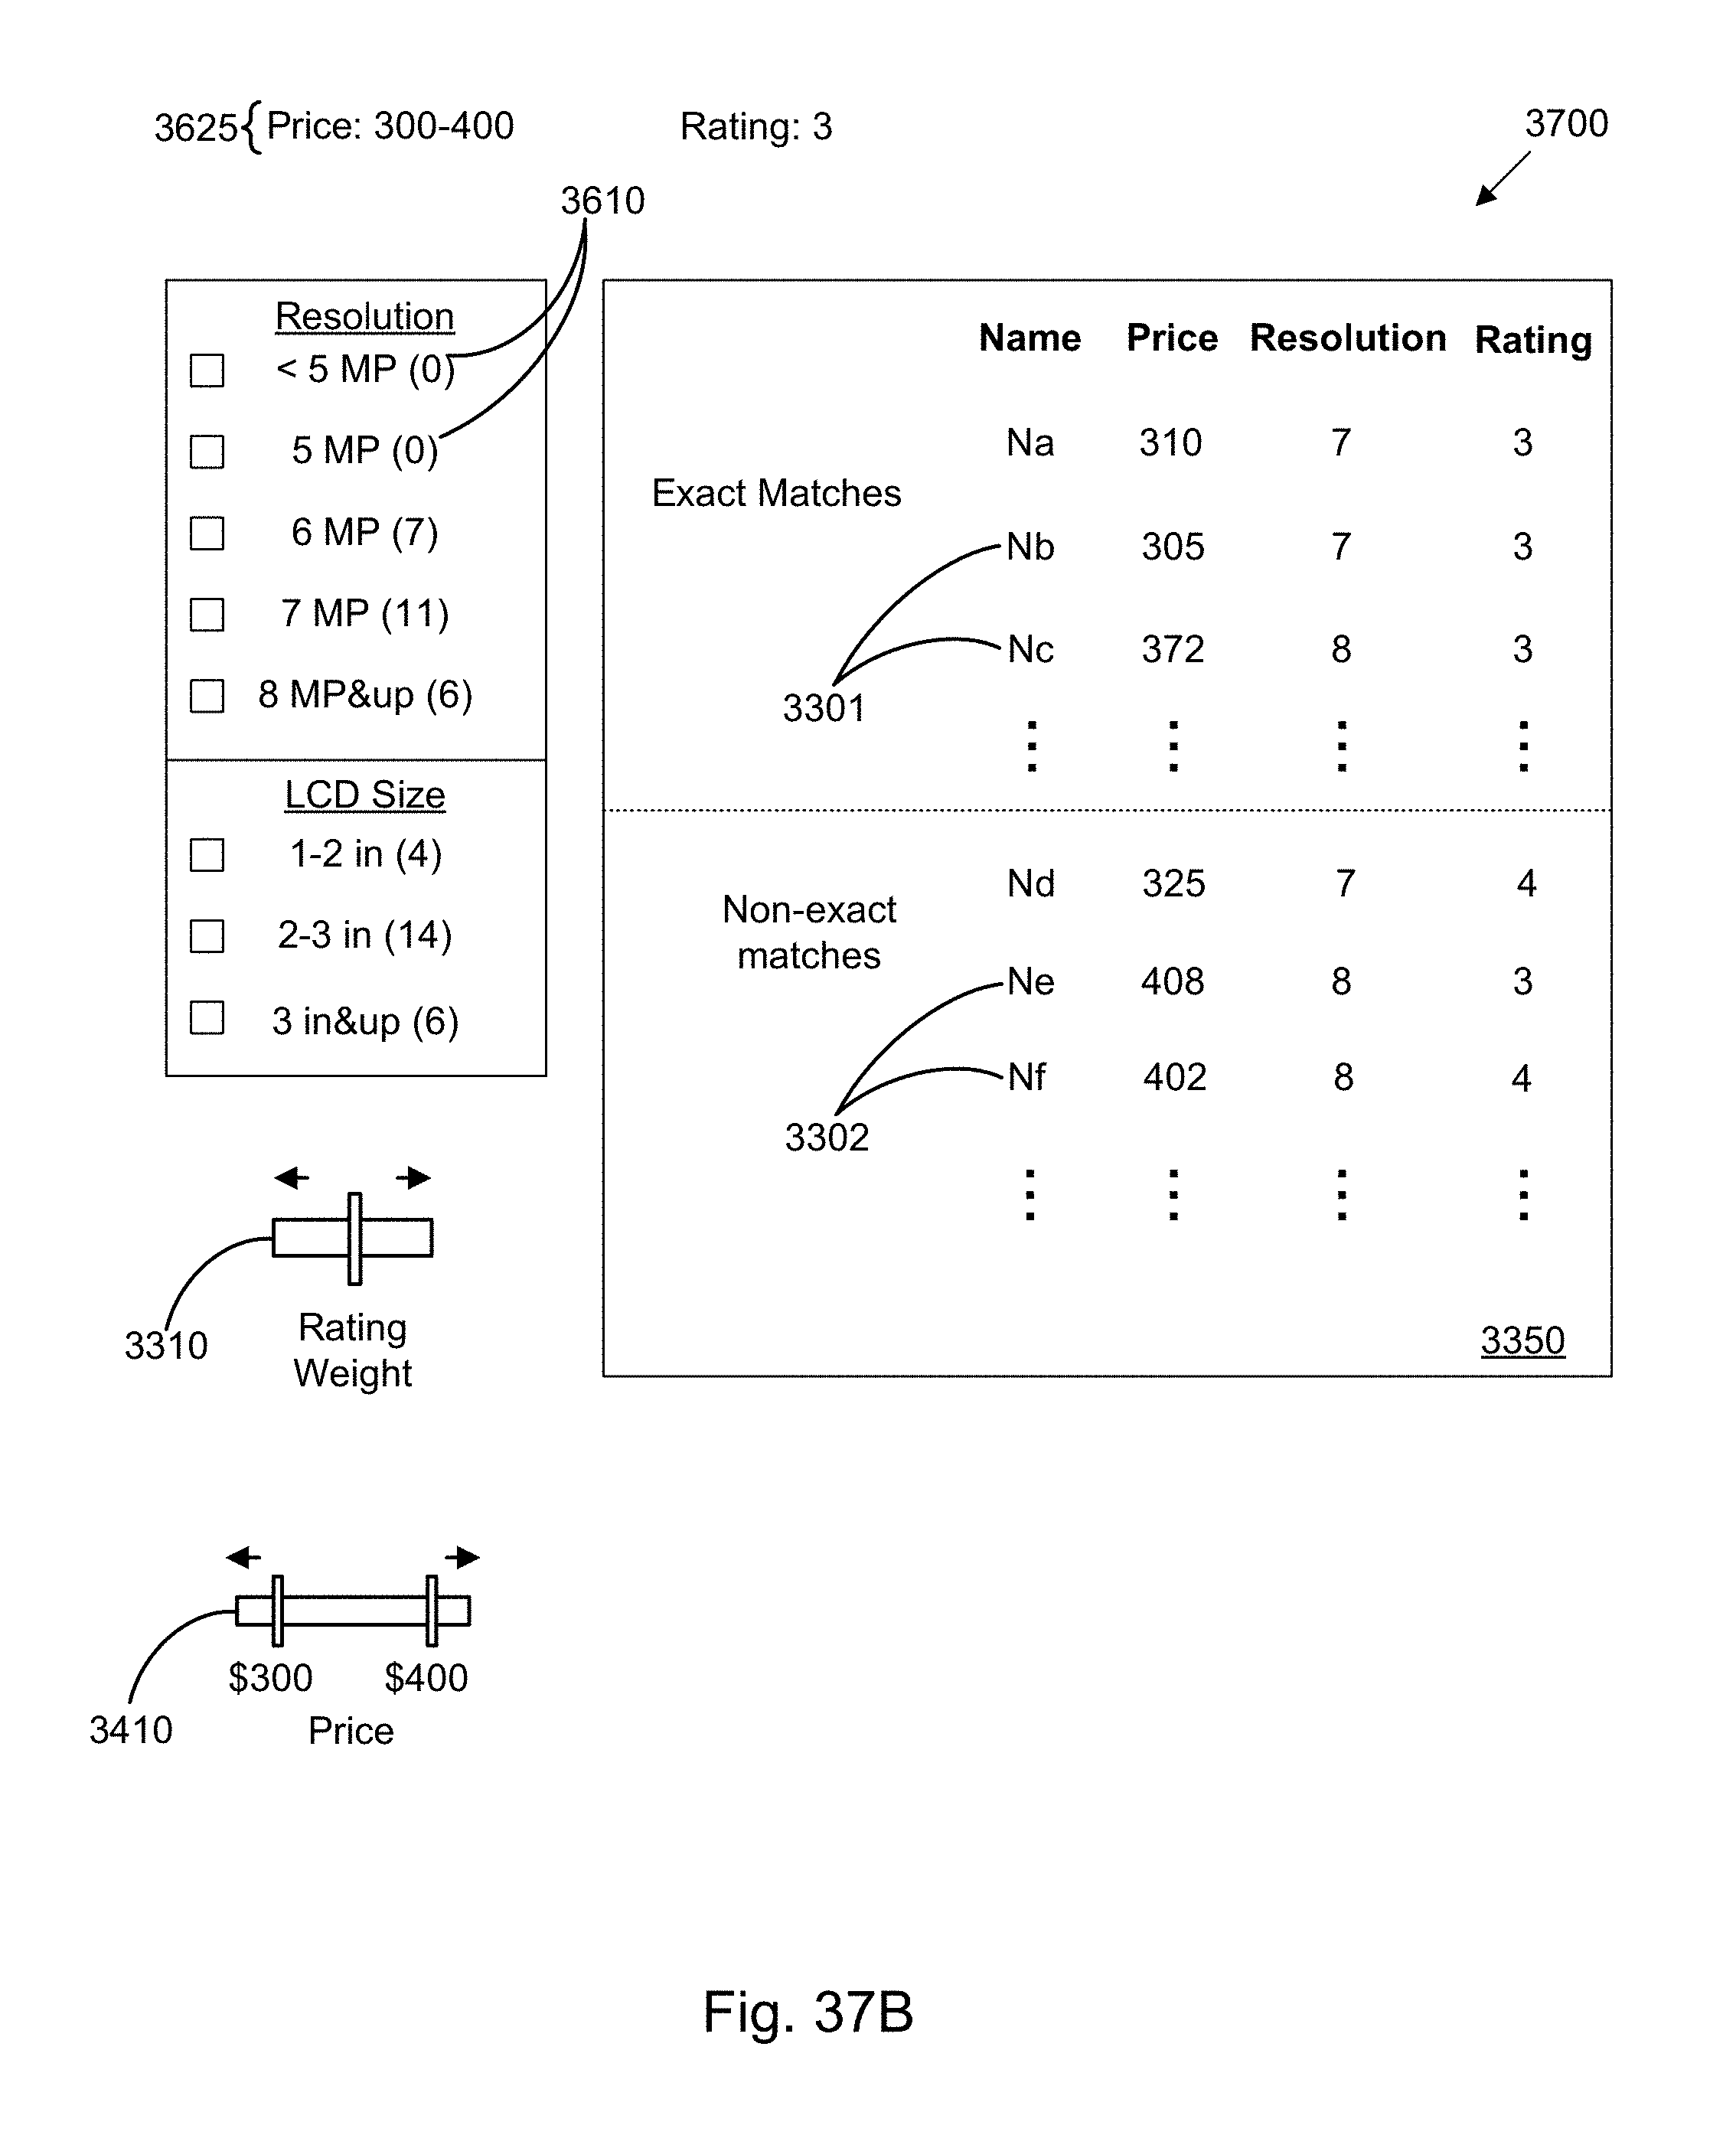 3625 { Price: 300-400 Rating: 3 3700
3610
Resolution
< 5 MP (0)
5 MP (0)
6 MP (7)
7 MP (11)
8 MP&up (6)
LCD Size
1-2 in (4)
2-3 in (14)
3 in&up (6)
Name Price Resolution Rating
Na 310 7 3
Exact Matches
Nb 305 7 3
Nc 372 8 3
3301
Nd 325 7 4
Non-exact
matches
Ne 408 8 3
Nf 402 8 4
3302
3350
3310
Rating
Weight
$300 $400
3410 Price
Fig. 37B